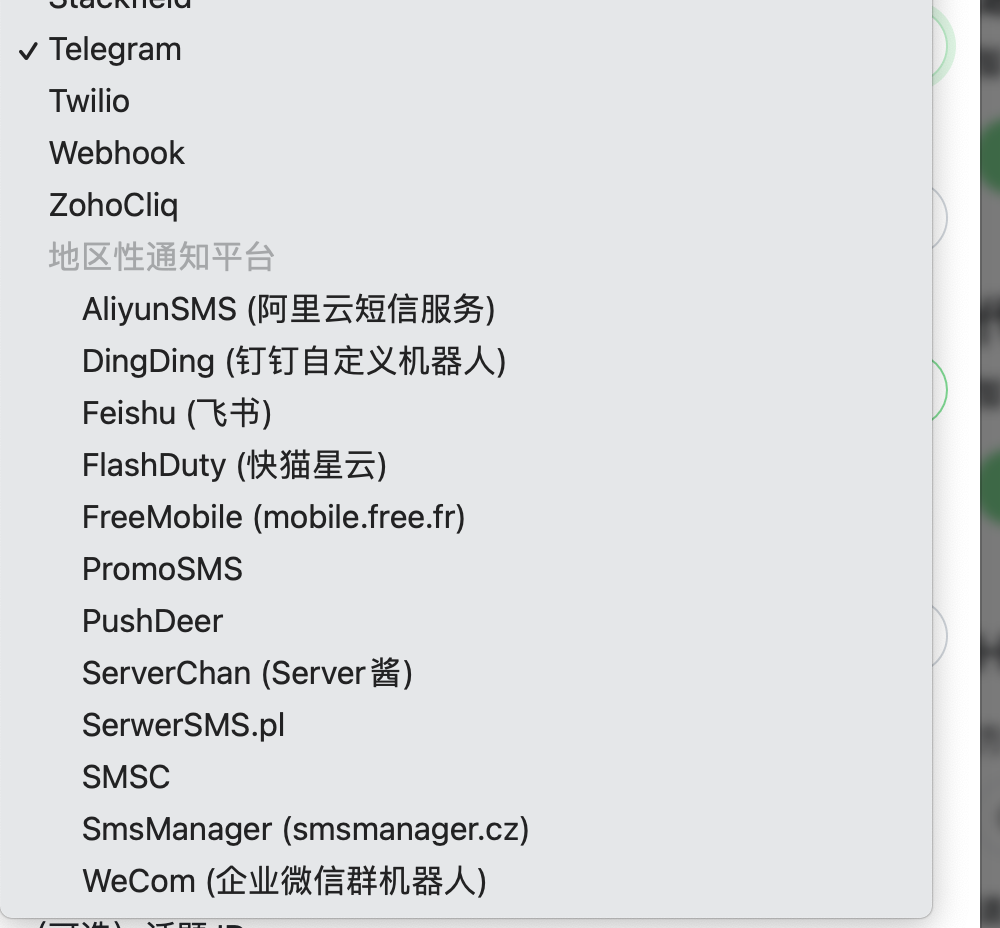 Stackfield
✓ Telegram
Twilio
Webhook
ZohoCliq
地区性通知平台
AliyunSMS (阿里云短信服务)
DingDing (钉钉自定义机器人)
Feishu (飞书)
FlashDuty (快猫星云)
FreeMobile (mobile.free.fr)
PromoSMS
PushDeer
ServerChan (Server酱)
SerwerSMS.pl
SMSC
SmsManager (smsmanager.cz)
WeCom (企业微信群机器人)
(可选) 话题 ID